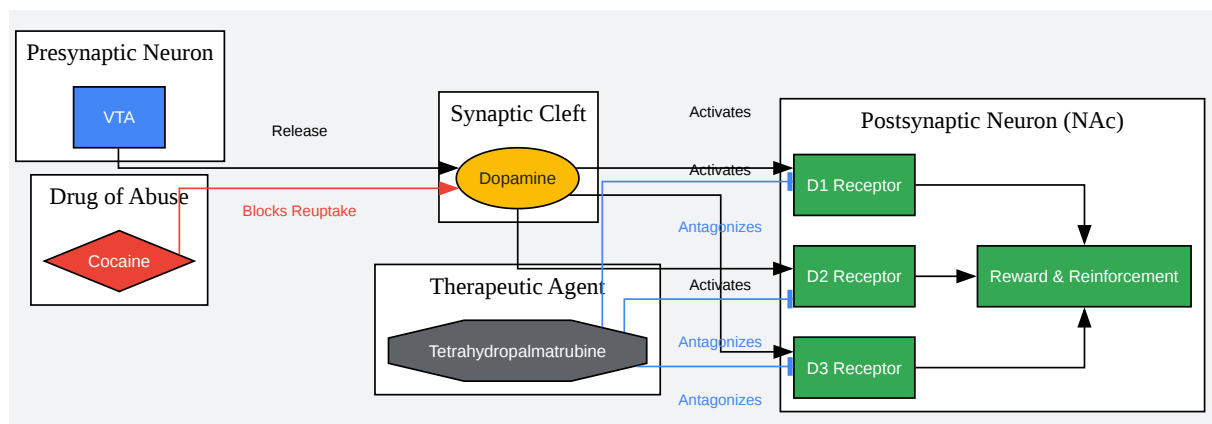 Presynaptic Neuron
VTA
Release
Drug of Abuse
Cocaine
Blocks Reuptake
Synaptic Cleft
Dopamine
Therapeutic Agent
Tetrahydropalmatrubine
Activates
Activates
Antagonizes
Activates
Antagonizes
Antagonizes
Postsynaptic Neuron (NAc)
D1 Receptor
D2 Receptor
D3 Receptor
Reward & Reinforcement